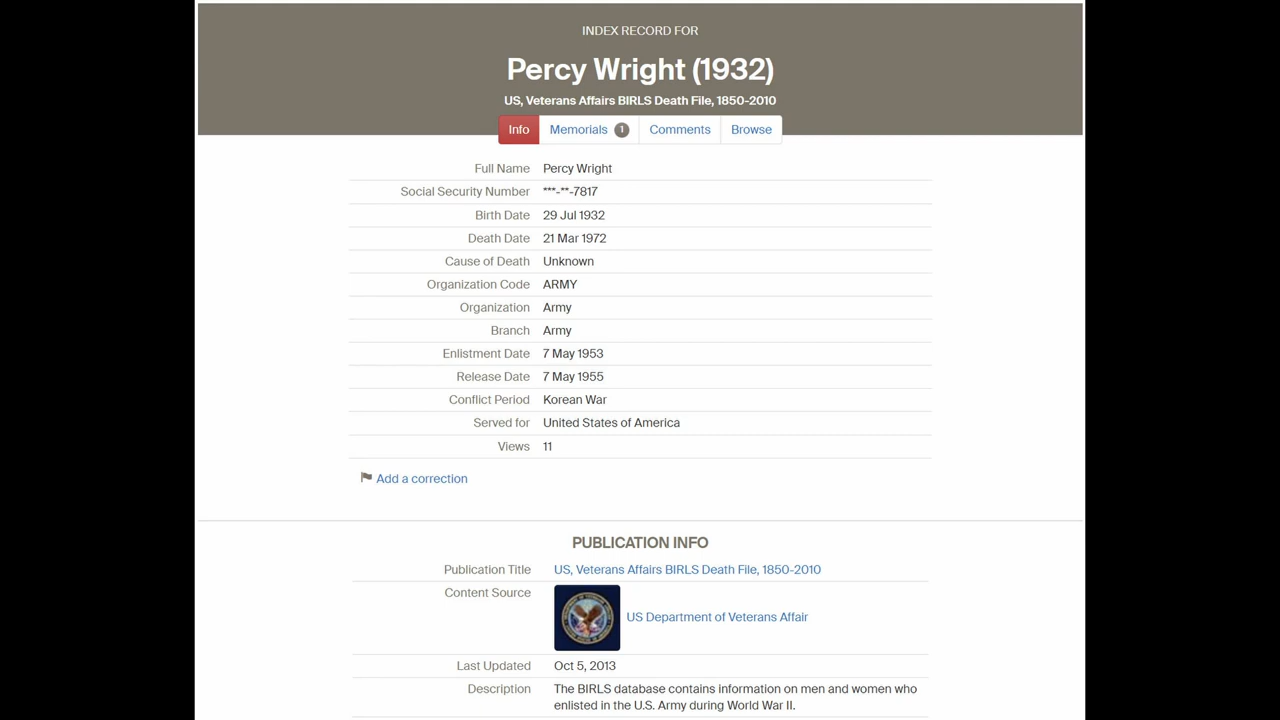 INDEX RECORD FOR
Percy Wright (1932)
US, Veterans Affairs BIRLS Death File, 1850-2010
Info Memorials 1 Comments Browse
Full Name Percy Wright
Social Security Number ***-**-7817
Birth Date 29 Jul 1932
Death Date 21 Mar 1972
Cause of Death Unknown
Organization Code ARMY
Organization Army
Branch Army
Enlistment Date 7 May 1953
Release Date 7 May 1955
Conflict Period Korean War
Served for United States of America
Views 11
Add a correction
PUBLICATION INFO
Publication Title US, Veterans Affairs BIRLS Death File, 1850-2010
Content Source
US Department of Veterans Affair
Last Updated Oct 5, 2013
Description The BIRLS database contains information on men and women who
enlisted in the U.S. Army during World War II.